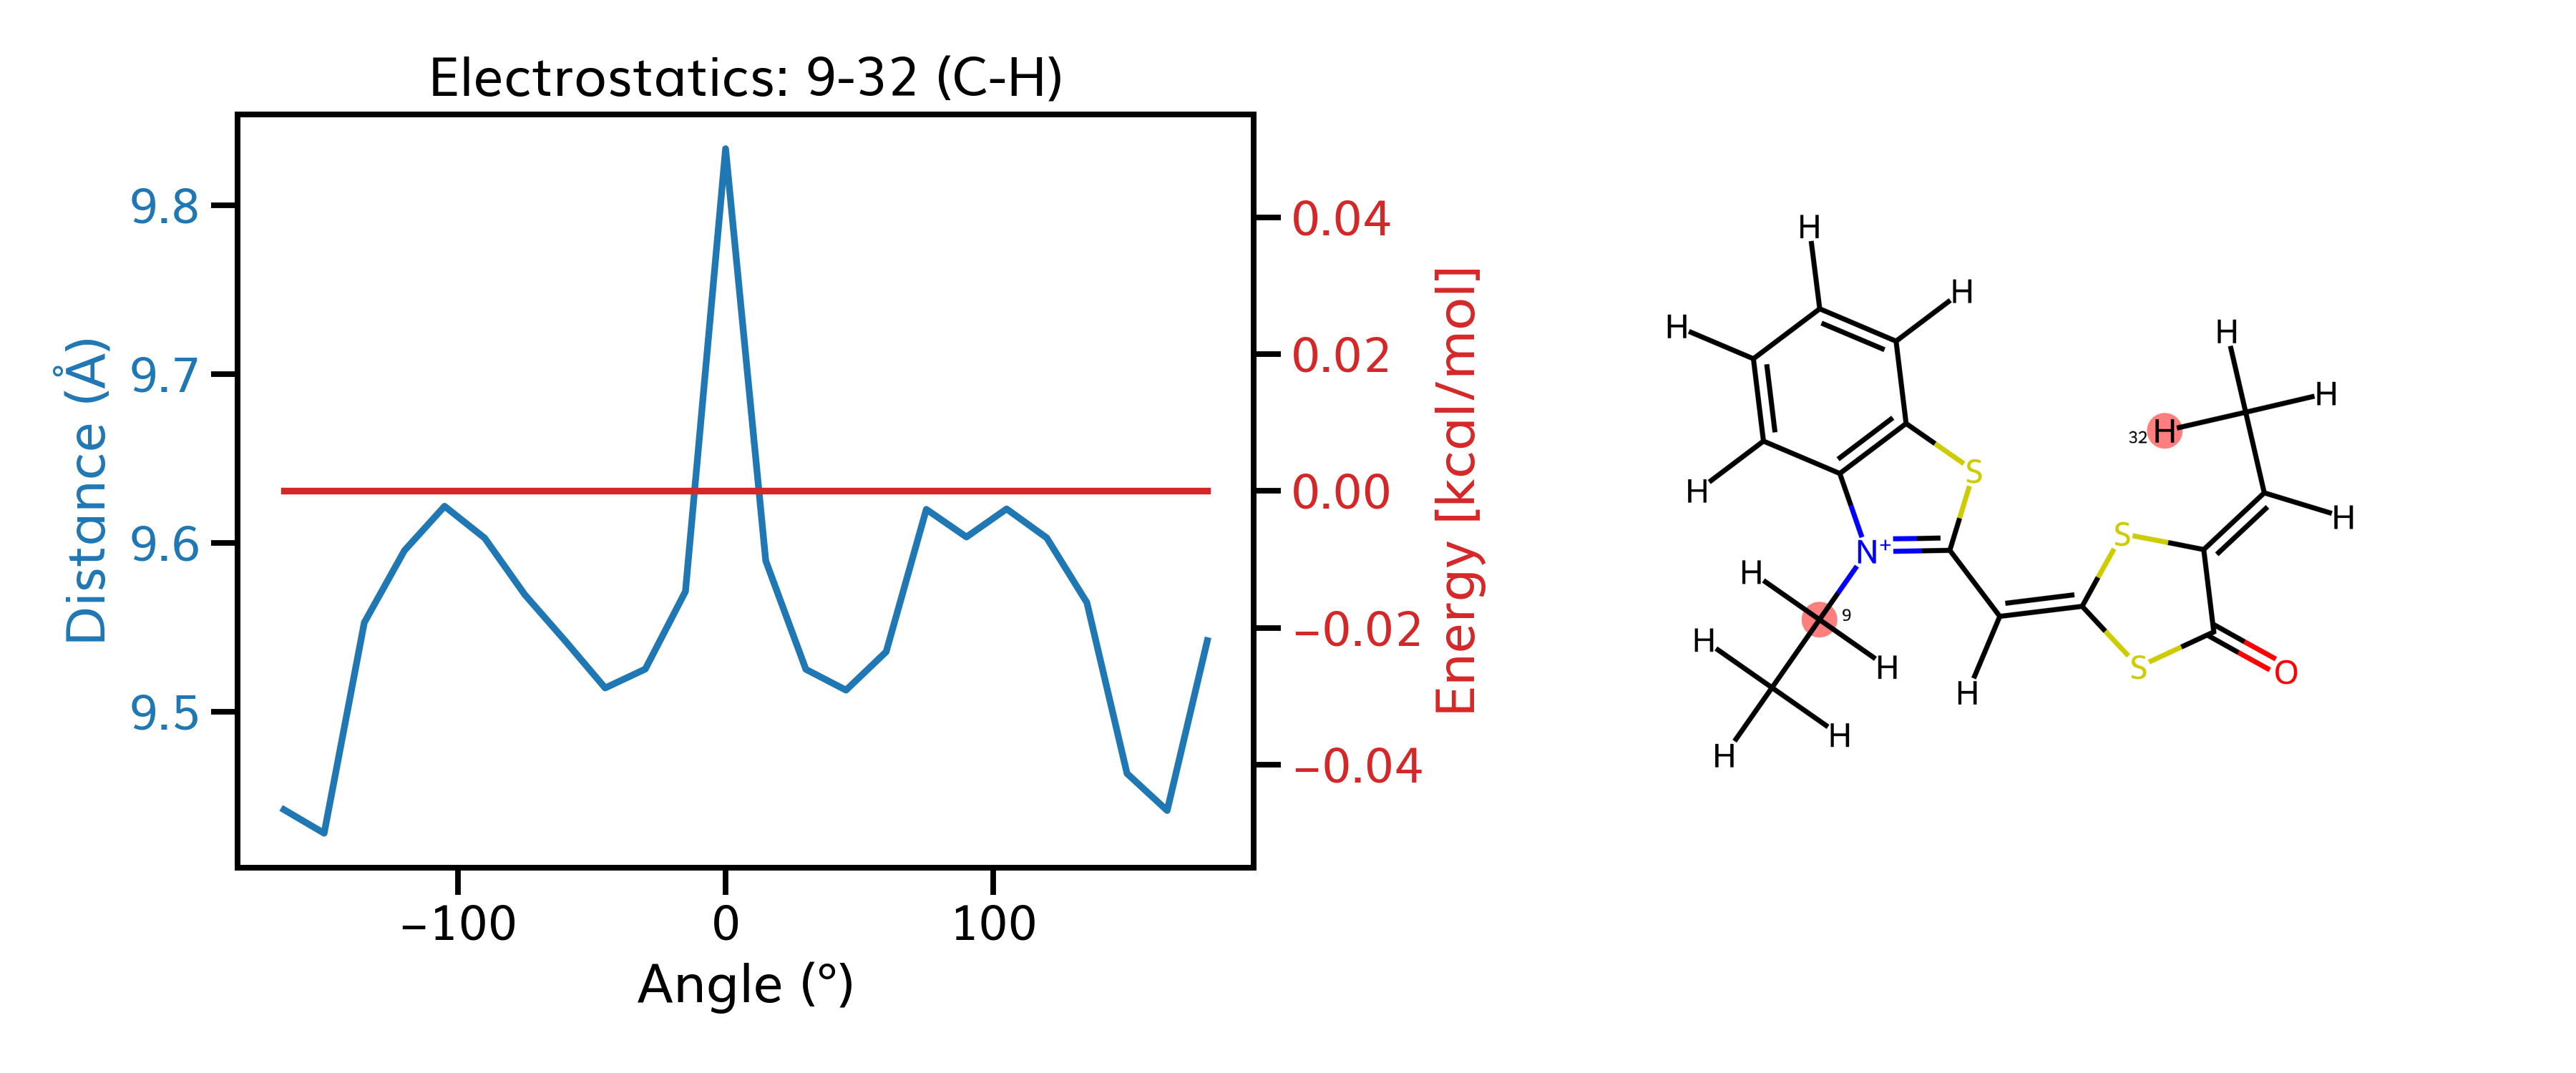 Electrostatics: 9-32 (C-H)
Distance (Å)
9.8
9.7
9.6
9.5
0.04
0.02
0.00
−0.02
−0.04
Energy [kcal/mol]
−100
0
100
Angle (°)
H
H
H
H
S
N+
H
9
H
H
H
H
H
S
S
O
H
H
H
32
H